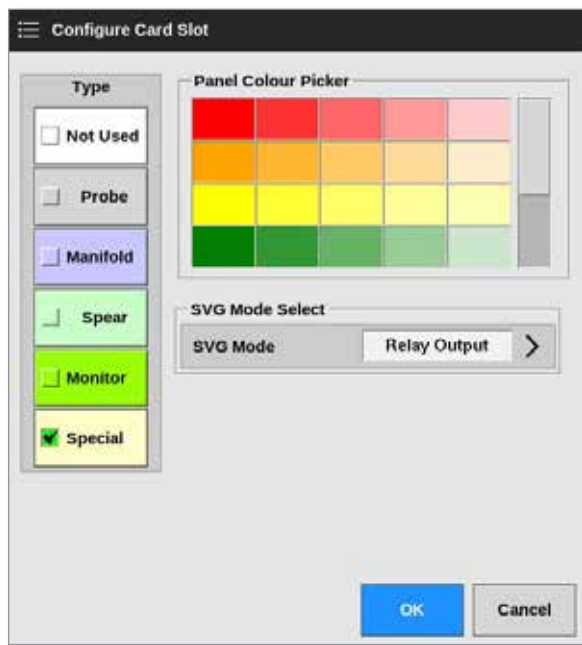 Configure Card Slot
Type
Not Used
Probe
Manifold
Spear
Monitor
Special
Panel Colour Picker
SVG Mode Select
SVG Mode
Relay Output
OK
Cancel